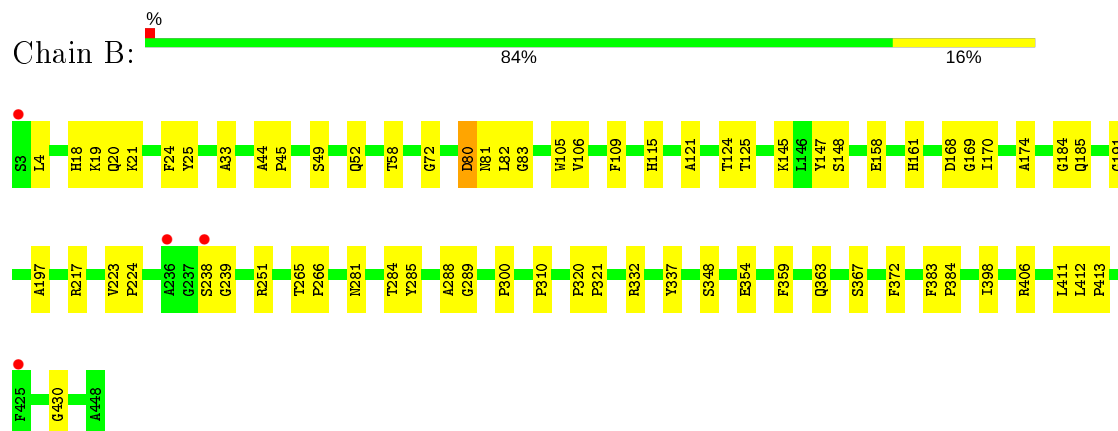 %
Chain B:
84% 16%
S3 L4 H18 K19 Q20 K21 F24 Y25 A33 A44 P45 S49 Q52 T58 G72 D80 N81 L82 G83 W105 V106 F109 H115 A121 T124 T125 K145 L146 Y147 S148 E158 H161 D168 G169 I170 A174 G184 Q185
A197 R217 V223 P224 A236 G237 S238 G239 R251 T265 P266 N281 T284 Y285 A288 G289 P300 P310 P320 P321 R332 Y337 S348 E354 F359 Q363 S367 F372 F383 P384 I398 R406 L411 L412 P413
F425 G430 A448